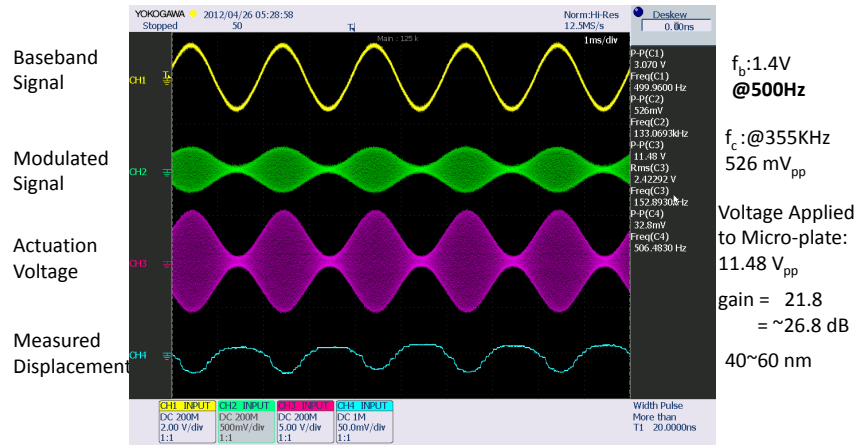 YOKOGAWA 2012/04/26 05:28:58 Norm:Hi-Res Deskew
Stopped 50 12.5MS/s 0.00ns
Main : 125 k 1ms/div
Baseband
Signal
CH1
Modulated
Signal
CH2
Actuation
Voltage
CH3
Measured
Displacement
CH4
P-P(C1)
3.070 V
Freq(C1)
499.9600 Hz
P-P(C2)
526mV
Freq(C2)
133.0693kHz
P-P(C3)
11.48 V
Rms(C3)
2.42292 V
Freq(C3)
152.8930kHz
P-P(C4)
32.8mV
Freq(C4)
506.4830 Hz
fb:1.4V
@500Hz
fc:@355KHz
526 mVpp
Voltage Applied
to Micro-plate:
11.48 Vpp
gain = 21.8
= ~26.8 dB
40~60 nm
CH1 INPUT CH2 INPUT CH3 INPUT CH4 INPUT Width Pulse
DC 200M DC 200M DC 200M DC 1M More than
2.00 V/div 500mV/div 5.00 V/div 50.0mV/div T1 20.0000ns
1:1 1:1 1:1 1:1